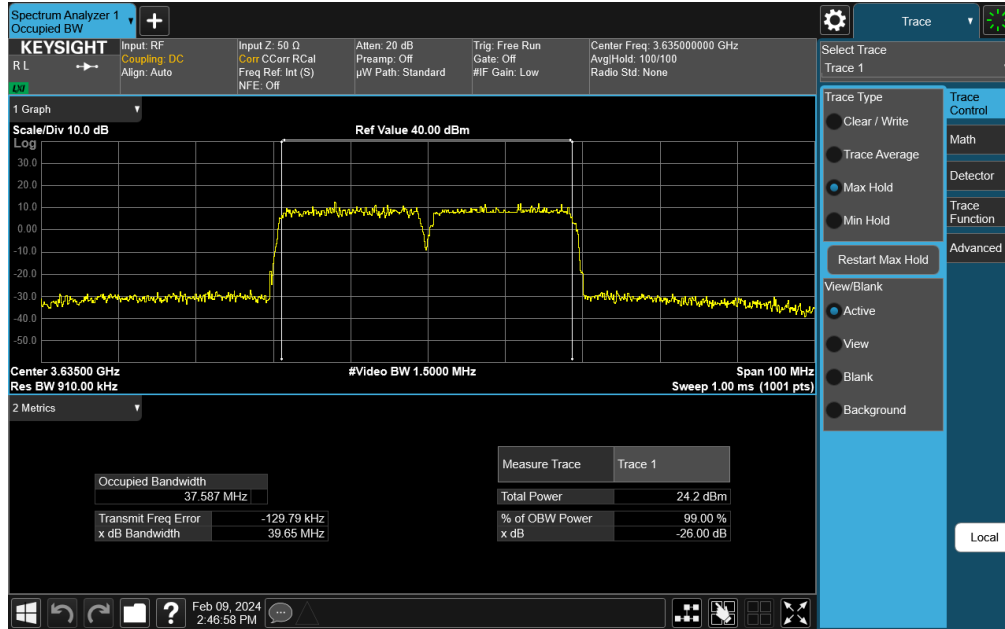 Spectrum Analyzer 1
Occupied BW
KEYSIGHT
R L
LXI
Input: RF
Coupling: DC
Align: Auto
Input Z: 50 Ω
Corr CCorr RCal
Freq Ref: Int (S)
NFE: Off
Atten: 20 dB
Preamp: Off
µW Path: Standard
Trig: Free Run
Gate: Off
#IF Gain: Low
Center Freq: 3.635000000 GHz
Avg|Hold: 100/100
Radio Std: None
1 Graph
Scale/Div 10.0 dB
Ref Value 40.00 dBm
Log
30.0
20.0
10.0
0.00
-10.0
-20.0
-30.0
-40.0
-50.0
Center 3.63500 GHz
#Video BW 1.5000 MHz
Span 100 MHz
Res BW 910.00 kHz
Sweep 1.00 ms (1001 pts)
2 Metrics
Occupied Bandwidth
37.587 MHz
Transmit Freq Error -129.79 kHz
x dB Bandwidth 39.65 MHz
Measure Trace Trace 1
Total Power 24.2 dBm
% of OBW Power 99.00 %
x dB -26.00 dB
Feb 09, 2024
2:46:58 PM
Trace
Select Trace
Trace 1
Trace Type
Clear / Write
Trace Average
Max Hold
Min Hold
Restart Max Hold
View/Blank
Active
View
Blank
Background
Trace
Control
Math
Detector
Trace
Function
Advanced
Local